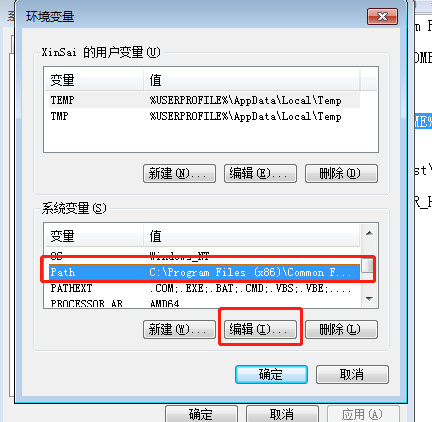 环境变量
XinSai 的用户变量(U)
变量 值
TEMP %USERPROFILE%\AppData\Local\Temp
TMP %USERPROFILE%\AppData\Local\Temp
新建(N)... 编辑(E)... 删除(D)
系统变量(S)
变量 值
OS Windows_NT
Path C:\Program Files (x86)\Common F...
PATHEXT .COM;.EXE;.BAT;.CMD;.VBS;.VBE;....
PROCESSOR_AR AMD64
新建(W)... 编辑(I)... 删除(L)
确定 取消
确定 取消 应用(A)